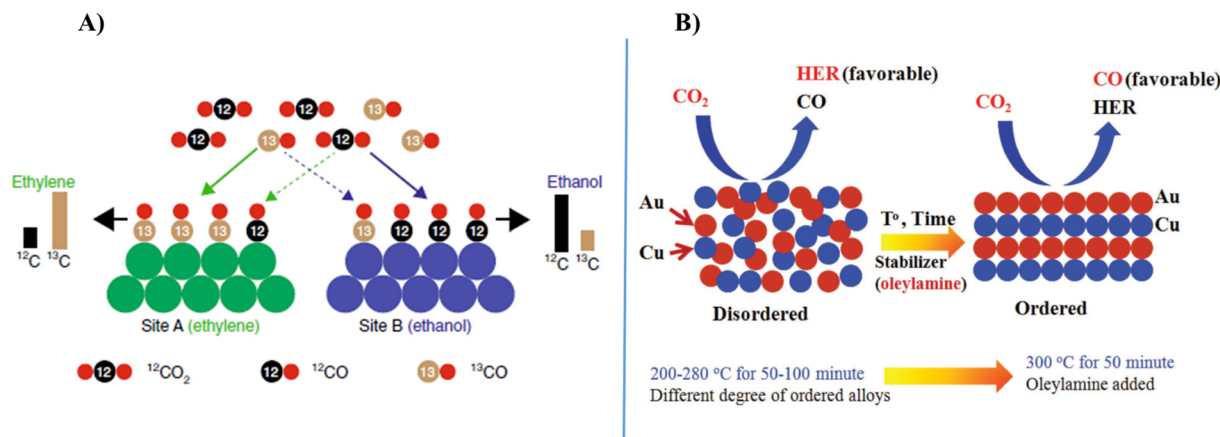 A)
12
12
13
12
13
12
13
Ethylene
Ethanol
¹²C ¹³C
13 13 13 12
13 12 12 12
¹²C ¹³C
Site A (ethylene)
Site B (ethanol)
12 ¹²CO₂
12 ¹²CO
13 ¹³CO
B)
HER (favorable)
CO₂
CO
CO (favorable)
CO₂
HER
Au
Cu
Tº, Time
Stabilizer
(oleylamine)
Au
Cu
Disordered
Ordered
200-280 ºC for 50-100 minute
Different degree of ordered alloys
300 ºC for 50 minute
Oleylamine added